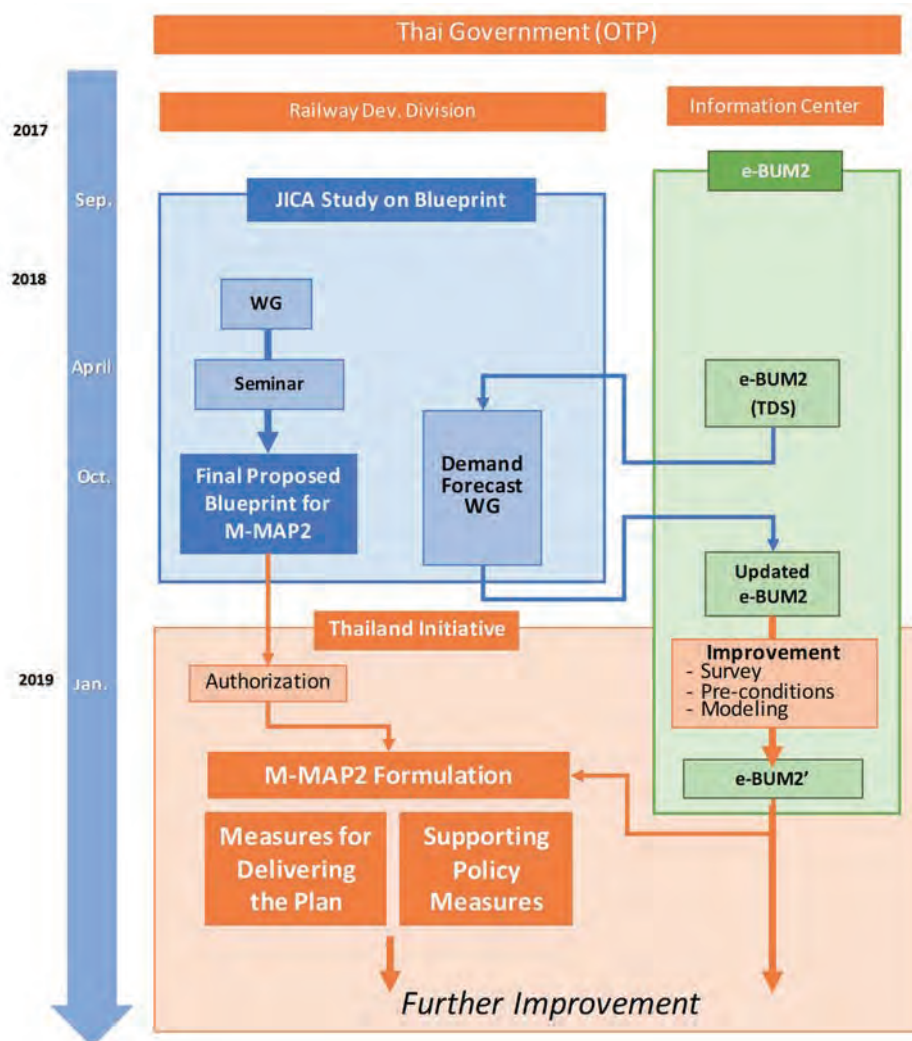 Thai Government (OTP)
Railway Dev. Division
Information Center
2017
e-BUM2
Sep.
JICA Study on Blueprint
2018
WG
April
Seminar
e-BUM2
(TDS)
Oct.
Final Proposed
Blueprint for
M-MAP2
Demand
Forecast
WG
Updated
e-BUM2
Thailand Initiative
2019
Jan.
Authorization
Improvement
- Survey
- Pre-conditions
- Modeling
M-MAP2 Formulation
e-BUM2’
Measures for
Delivering
the Plan
Supporting
Policy
Measures
Further Improvement